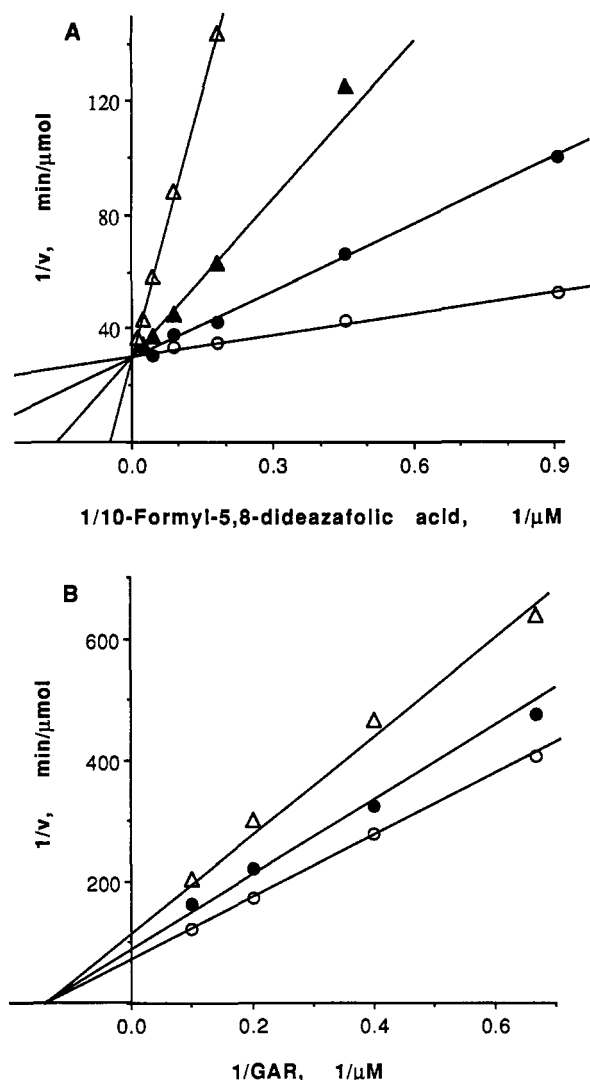 A
1/v, min/μmol
120
80
40
0.0 0.3 0.6 0.9
1/10-Formyl-5,8-dideazafolic acid, 1/μM
B
1/v, min/μmol
600
400
200
0.0 0.2 0.4 0.6
1/GAR, 1/μM